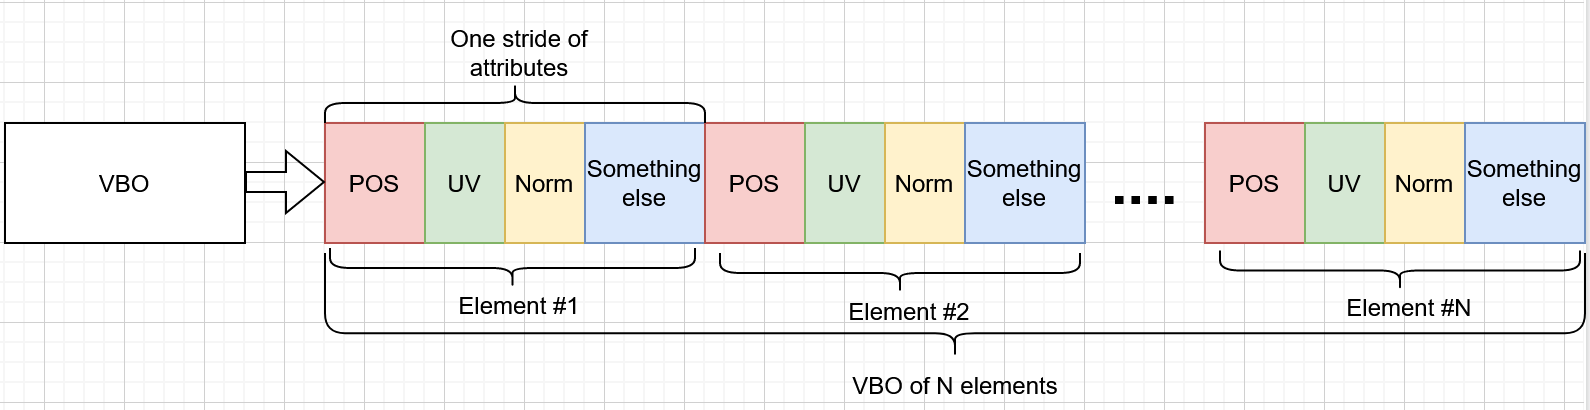 One stride of
attributes
VBO
POS
UV
Norm
Something
else
POS
UV
Norm
Something
else
....
POS
UV
Norm
Something
else
Element #1
Element #2
Element #N
VBO of N elements